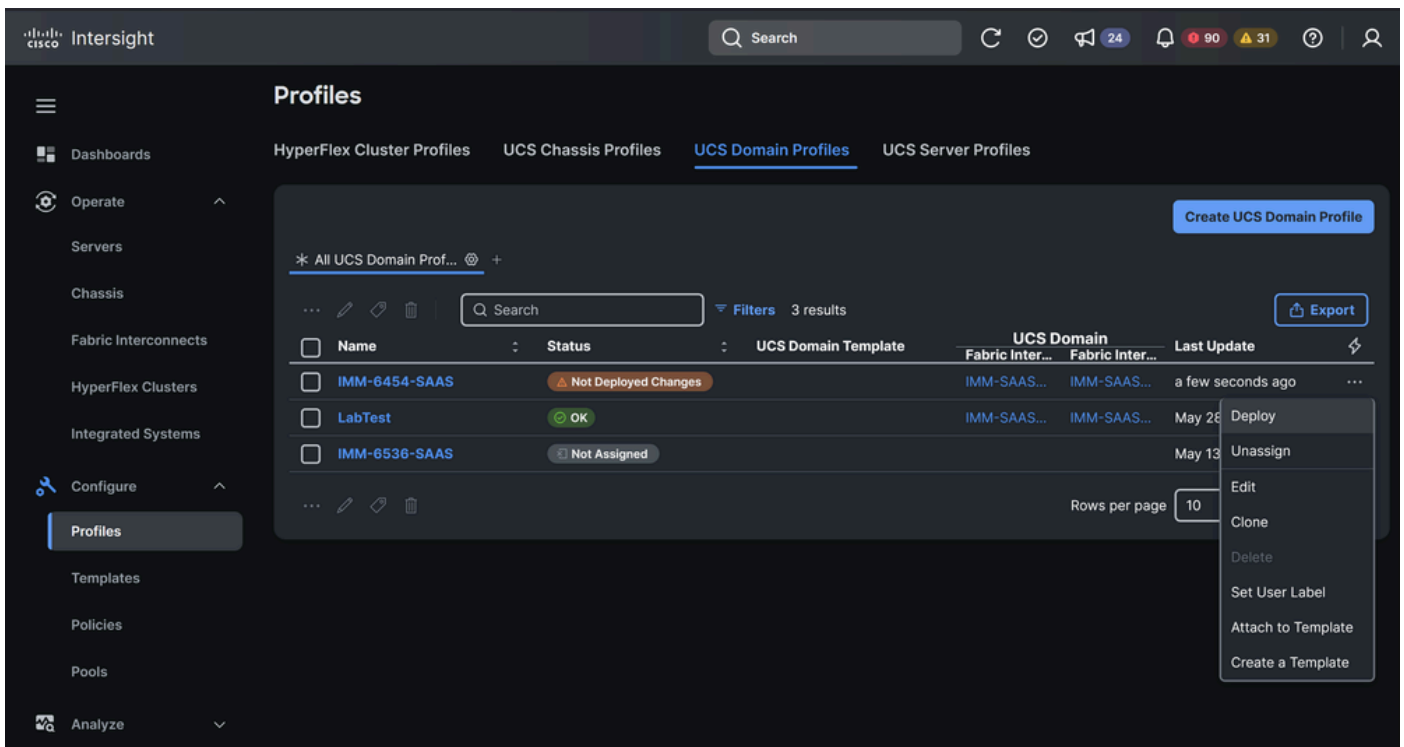 CISCO Intersight
Search
24
90
31
Profiles
HyperFlex Cluster Profiles UCS Chassis Profiles UCS Domain Profiles UCS Server Profiles
Dashboards
Operate
Servers
Chassis
Fabric Interconnects
HyperFlex Clusters
Integrated Systems
Configure
Profiles
Templates
Policies
Pools
Analyze
Create UCS Domain Profile
All UCS Domain Prof... +
Search
Filters 3 results
Export
UCS Domain
Name Status UCS Domain Template Fabric Inter... Fabric Inter... Last Update
IMM-6454-SAAS Not Deployed Changes IMM-SAAS... IMM-SAAS... a few seconds ago ...
LabTest OK IMM-SAAS... IMM-SAAS... May 28
IMM-6536-SAAS Not Assigned May 13
Rows per page 10
Deploy
Unassign
Edit
Clone
Delete
Set User Label
Attach to Template
Create a Template